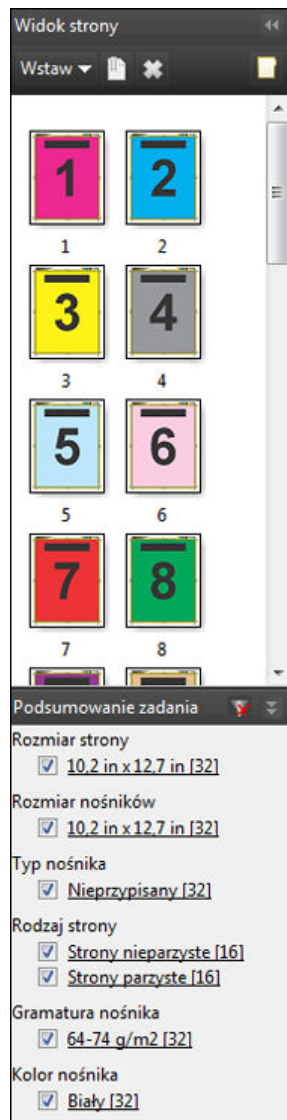 Widok strony
Wstaw
1 2
1 2
3 4
3 4
5 6
5 6
7 8
7 8
Podsumowanie zadania
Rozmiar strony
10,2 in x 12,7 in [32]
Rozmiar nośników
10,2 in x 12,7 in [32]
Typ nośnika
Nieprzypisany [32]
Rodzaj strony
Strony nieparzyste [16]
Strony parzyste [16]
Gramatura nośnika
64-74 g/m2 [32]
Kolor nośnika
Biały [32]